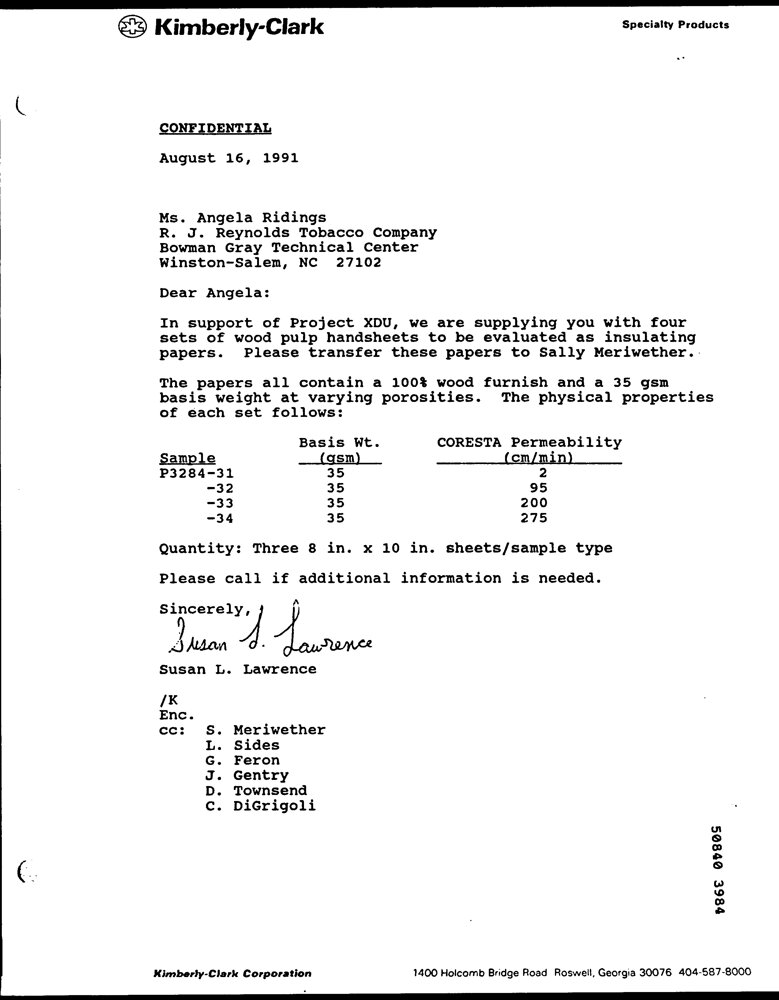 Kimberly-Clark
Specialty Products
CONFIDENTIAL
August 16, 1991
Ms. Angela Ridings
R. J. Reynolds Tobacco Company
Bowman Gray Technical Center
Winston-Salem, NC  27102
Dear Angela:
In support of Project XDU, we are supplying you with four
sets of wood pulp handsheets to be evaluated as insulating
papers.  Please transfer these papers to Sally Meriwether.
The papers all contain a 100% wood furnish and a 35 gsm
basis weight at varying porosities.  The physical properties
of each set follows:
Basis Wt. CORESTA Permeability
Sample (gsm) (cm/min)
P3284-31 35 2
-32 35 95
-33 35 200
-34 35 275
Quantity: Three 8 in. x 10 in. sheets/sample type
Please call if additional information is needed.
Sincerely,
Susan L. Lawrence
Susan L. Lawrence
/K
Enc.
cc:  S. Meriwether
L. Sides
G. Feron
J. Gentry
D. Townsend
C. DiGrigoli
50840 3984
Kimberly-Clark Corporation
1400 Holcomb Bridge Road  Roswell, Georgia 30076  404-587-8000